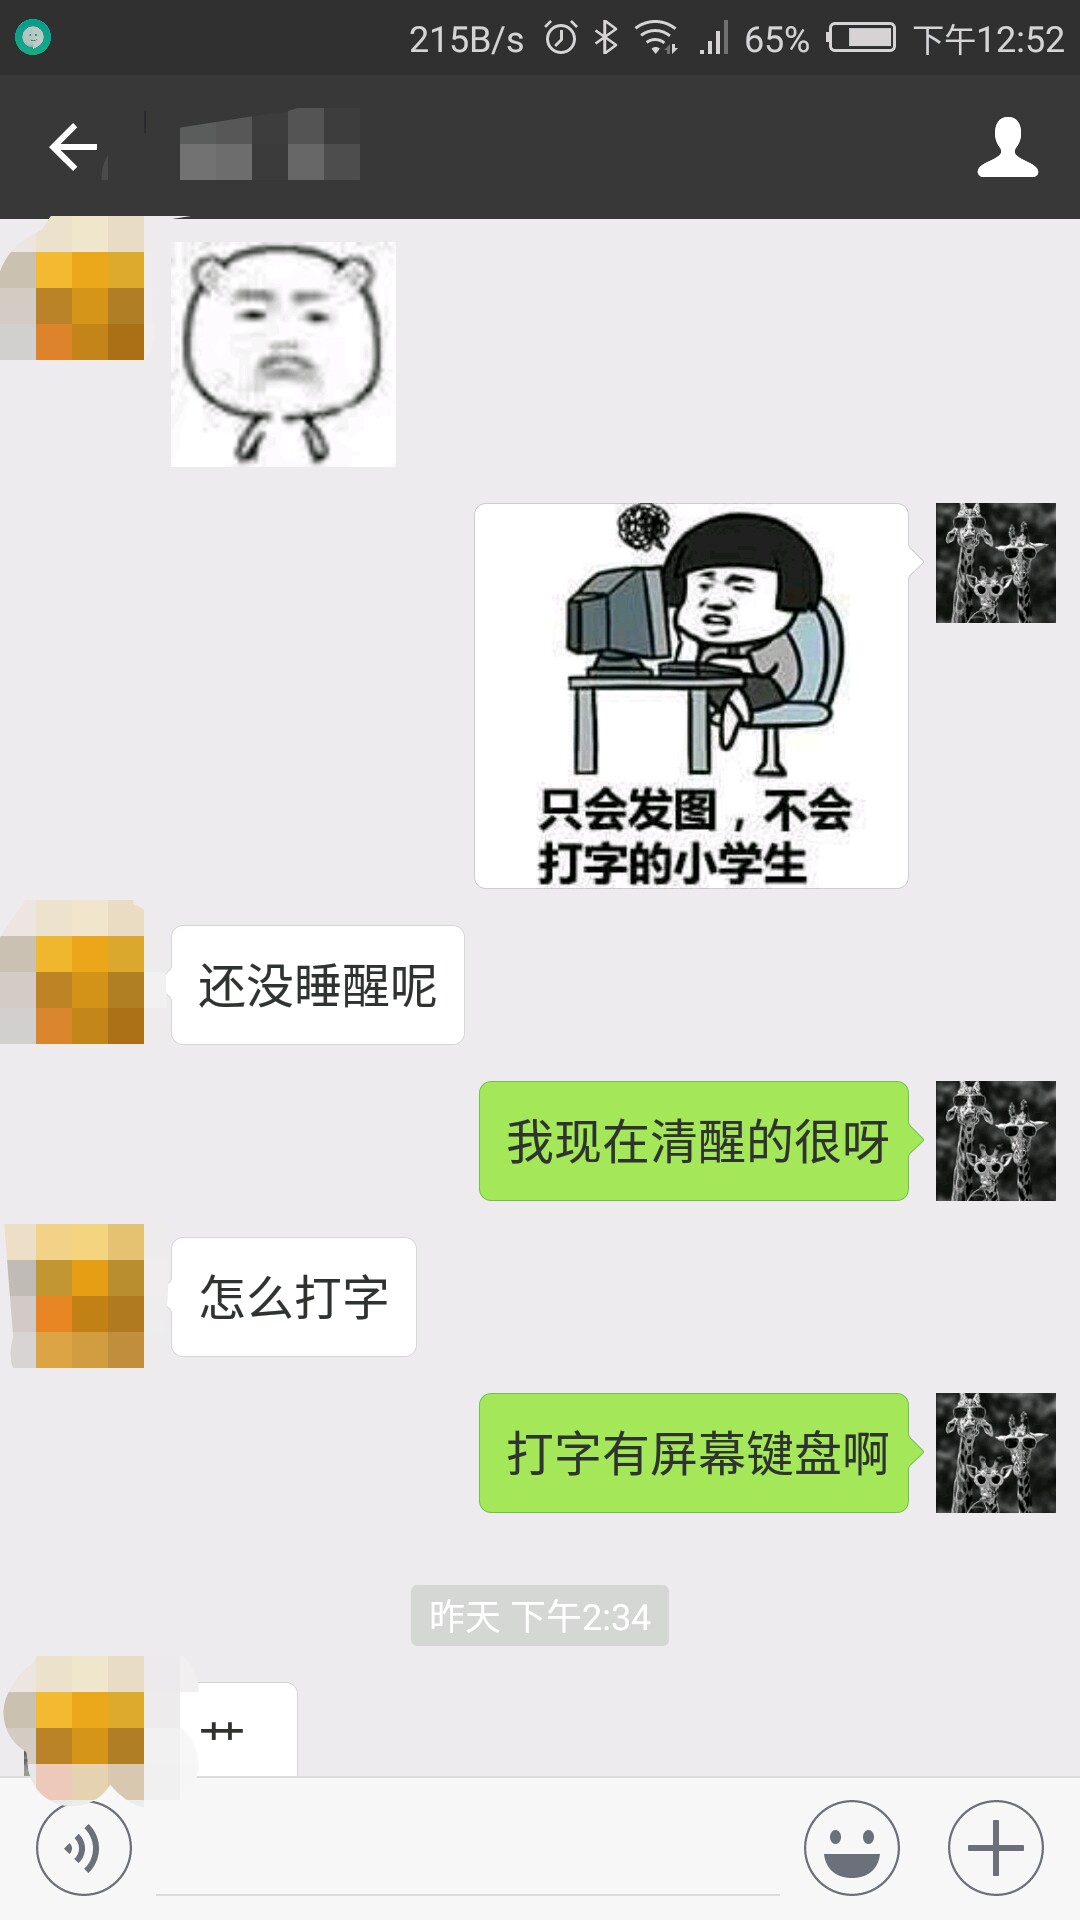 215B/s 65% 下午12:52
只会发图，不会
打字的小学生
还没睡醒呢
我现在清醒的很呀
怎么打字
打字有屏幕键盘啊
昨天 下午2:34
艹